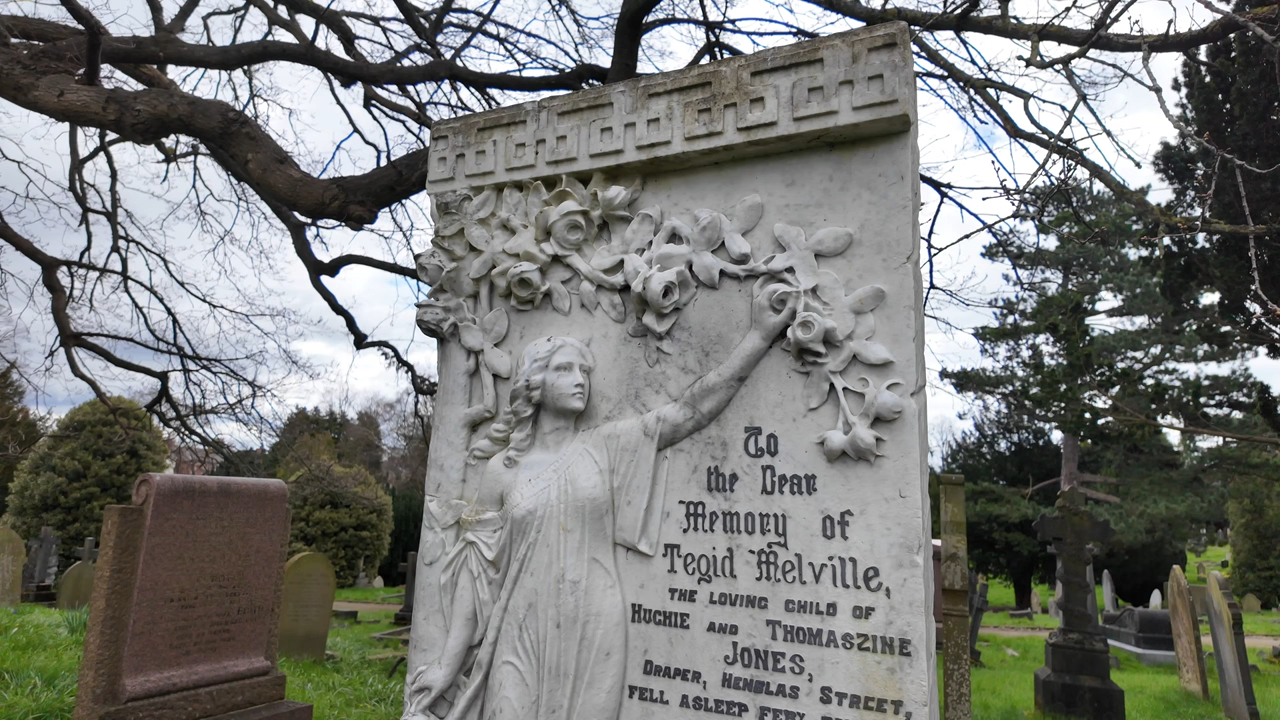 To
the Dear
Memory of
Tegid Melville,
THE LOVING CHILD OF
HUGHIE AND THOMASZINE
JONES,
DRAPER, HENBLAS STREET,
FELL ASLEEP FEBY